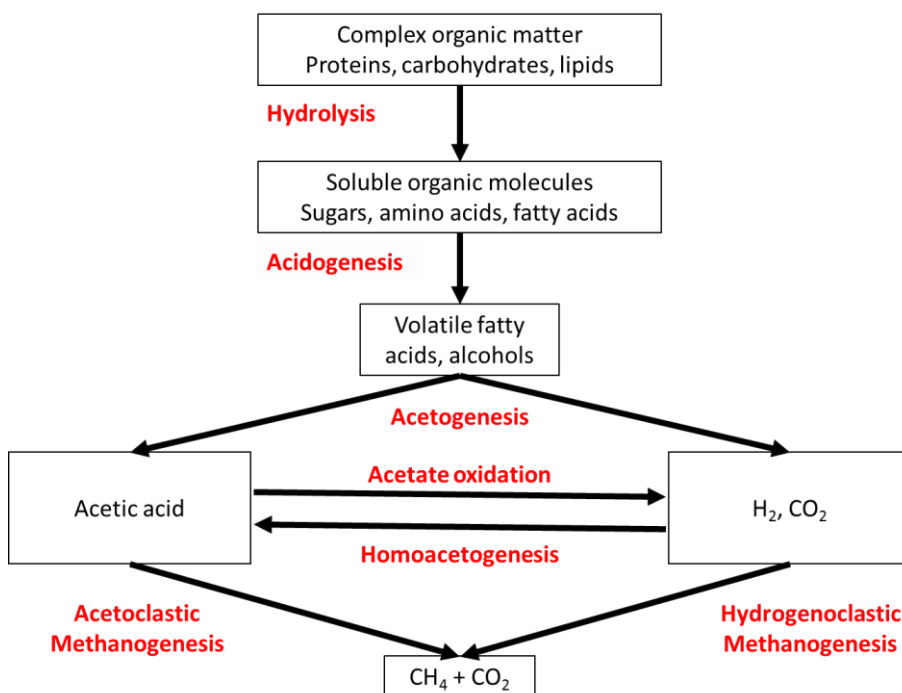 Complex organic matter
Proteins, carbohydrates, lipids
Hydrolysis
Soluble organic molecules
Sugars, amino acids, fatty acids
Acidogenesis
Volatile fatty
acids, alcohols
Acetogenesis
Acetate oxidation
Acetic acid
H₂, CO₂
Homoacetogenesis
Acetoclastic
Methanogenesis
Hydrogenoclastic
Methanogenesis
CH₄ + CO₂